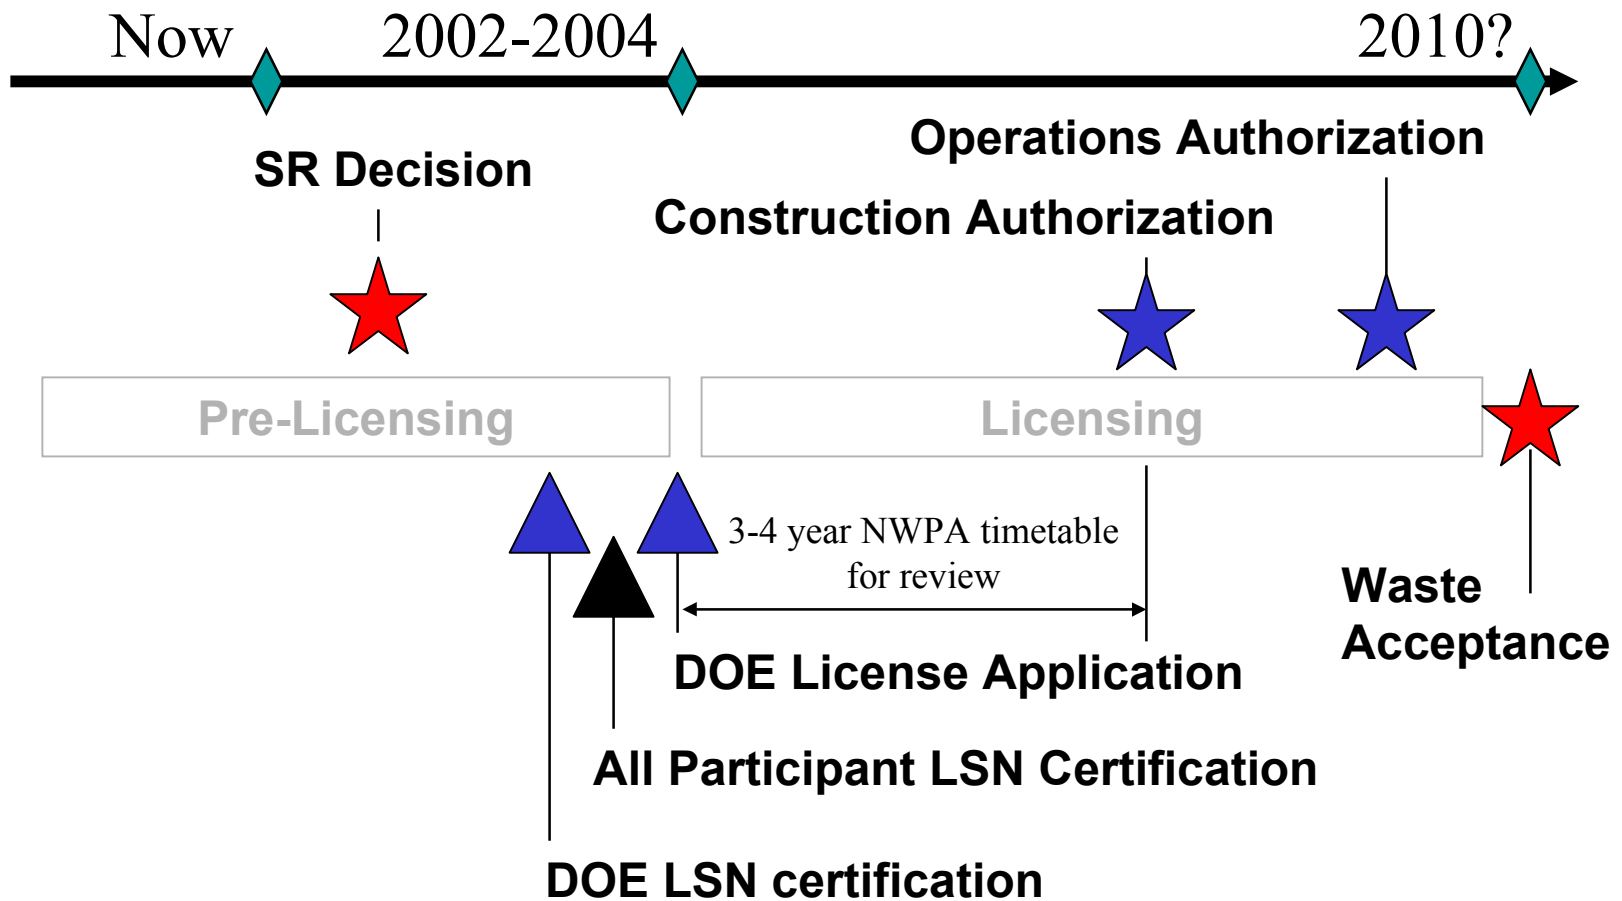 Now
2002-2004
2010?
Operations Authorization
SR Decision
Construction Authorization
Pre-Licensing
Licensing
3-4 year NWPA timetable
for review
Waste
Acceptance
DOE License Application
All Participant LSN Certification
DOE LSN certification